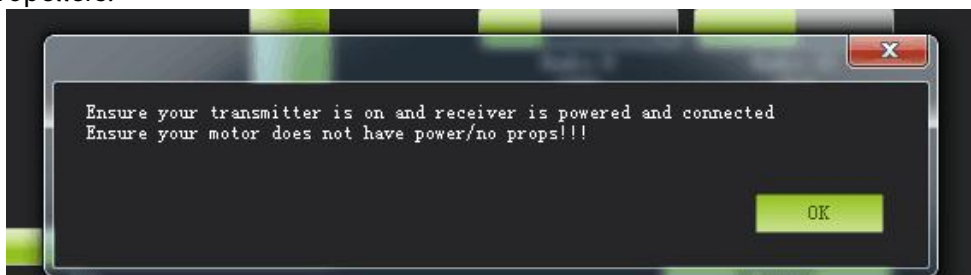 Ensure your transmitter is on and receiver is powered and connected
Ensure your motor does not have power/no props!!!
OK